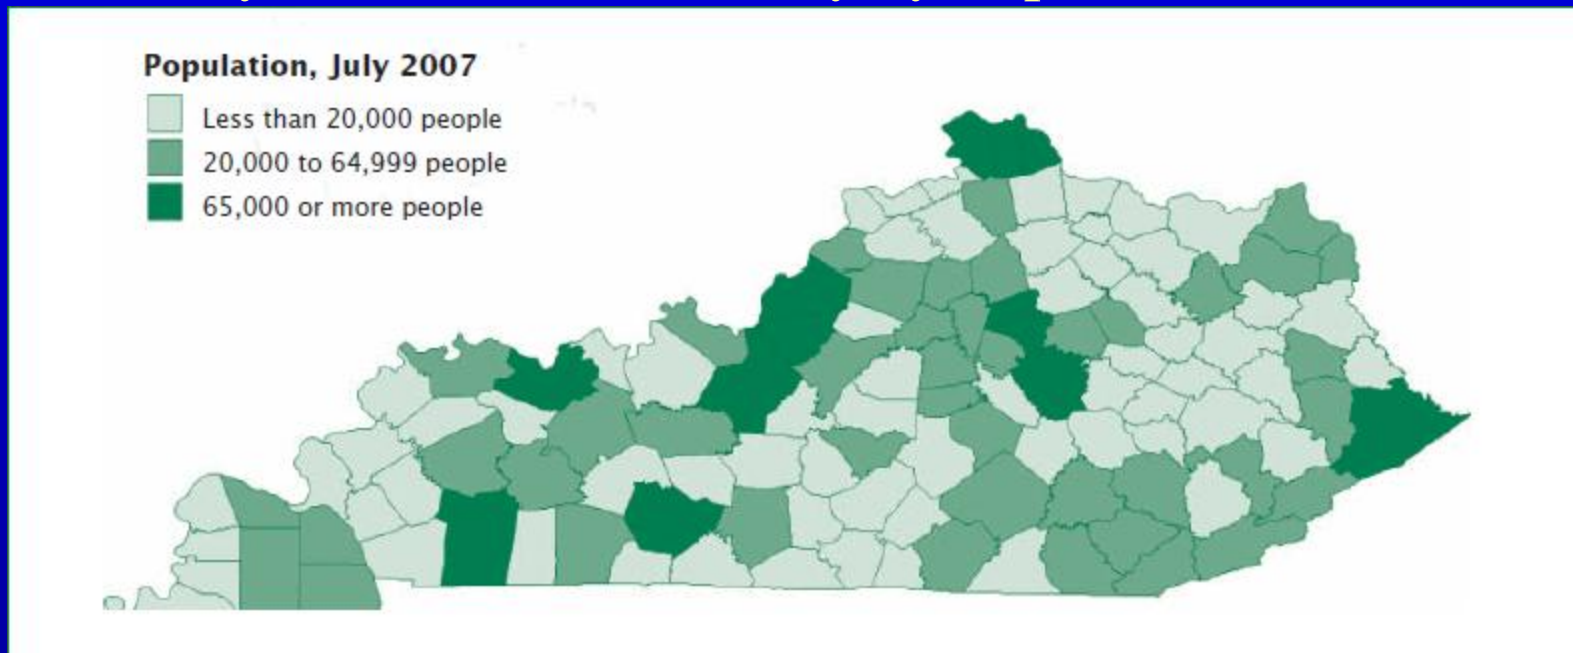 Population, July 2007
Less than 20,000 people
20,000 to 64,999 people
65,000 or more people